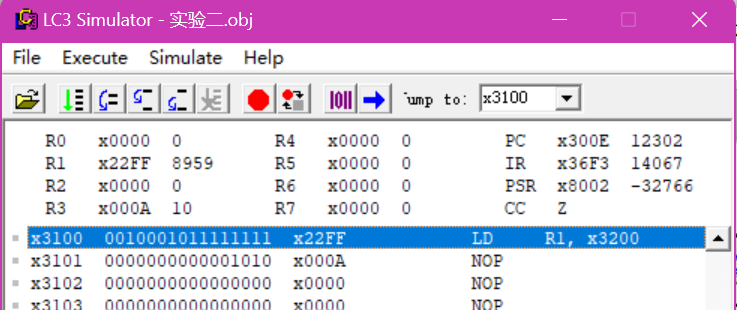 LC3 Simulator - 实验二.obj
File Execute Simulate Help
Jump to: x3100
R0 x0000 0 R4 x0000 0 PC x300E 12302
R1 x22FF 8959 R5 x0000 0 IR x36F3 14067
R2 x0000 0 R6 x0000 0 PSR x8002 -32766
R3 x000A 10 R7 x0000 0 CC Z
x3100 0010001011111111 x22FF LD R1, x3200
x3101 0000000000001010 x000A NOP
x3102 0000000000000000 x0000 NOP
x3103 0000000000000000 x0000 NOP